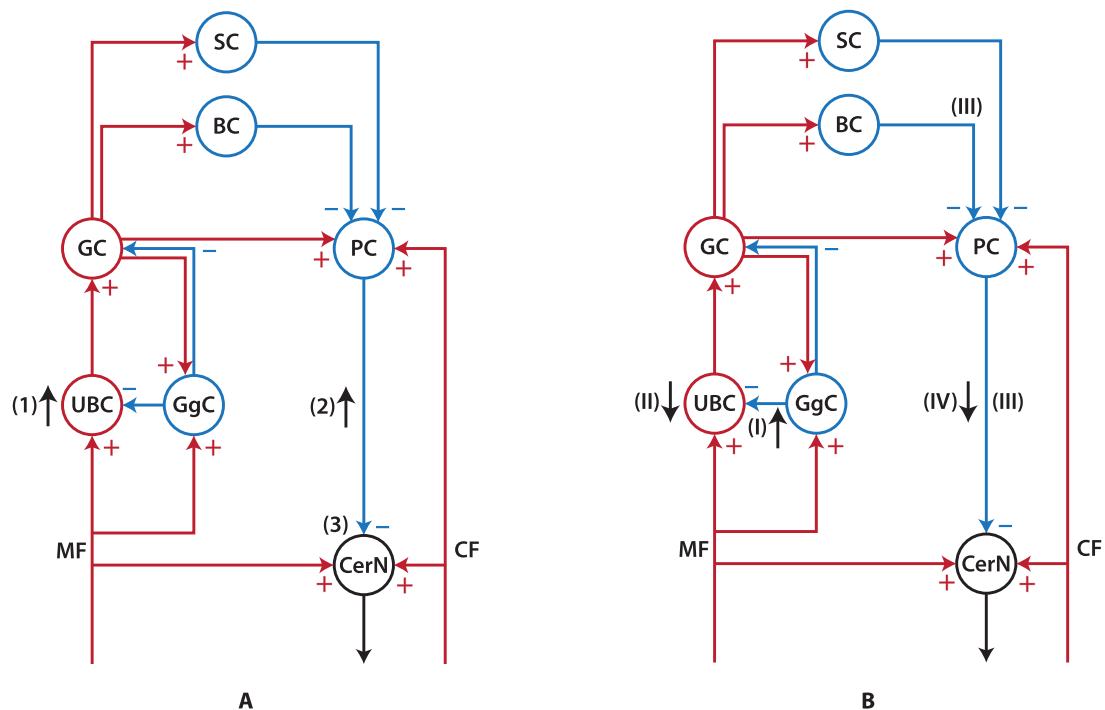 SC
+
BC
+
− −
GC
−
+
PC
+
+
+
(1)
UBC
−
GgC
(2)
+
+
(3)
−
MF
CerN
CF
+
+
A
SC
+
BC
(III)
+
− −
GC
−
+
PC
+
+
+
(II)
UBC
−
(I)
GgC
(IV)
(III)
+
+
−
MF
CerN
CF
+
+
B